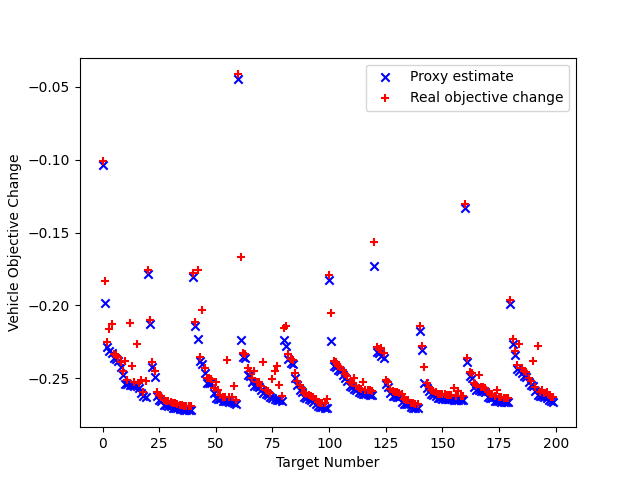 Proxy estimate
Real objective change
−0.05
−0.10
−0.15
−0.20
−0.25
Vehicle Objective Change
0 25 50 75 100 125 150 175 200
Target Number